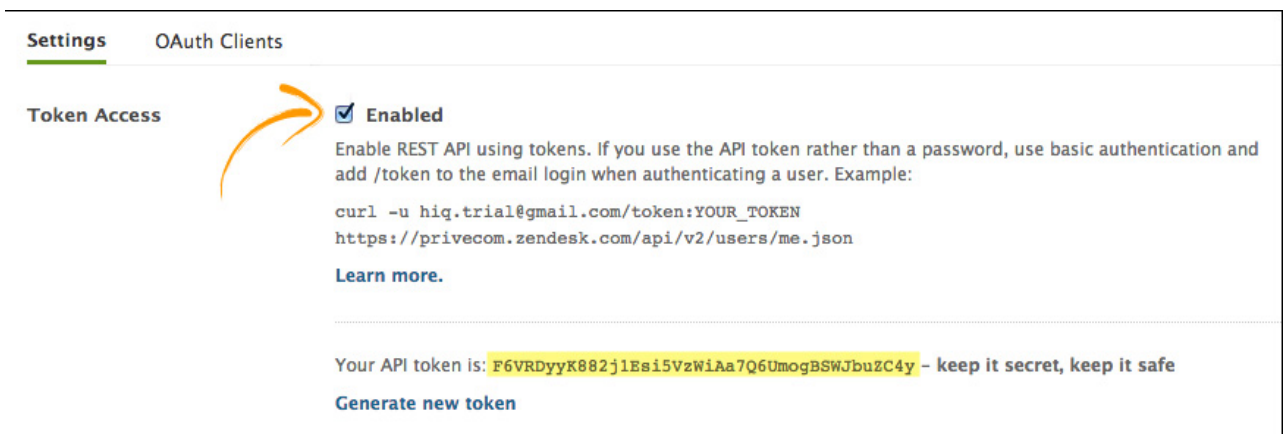 Settings OAuth Clients
Token Access
Enabled
Enable REST API using tokens. If you use the API token rather than a password, use basic authentication and
add /token to the email login when authenticating a user. Example:
curl -u hiq.trial@gmail.com/token:YOUR_TOKEN
https://privecom.zendesk.com/api/v2/users/me.json
Learn more.
Your API token is: F6VRDyyK882j1Esi5VzWiAa7Q6UmogBSWJbuZC4y – keep it secret, keep it safe
Generate new token